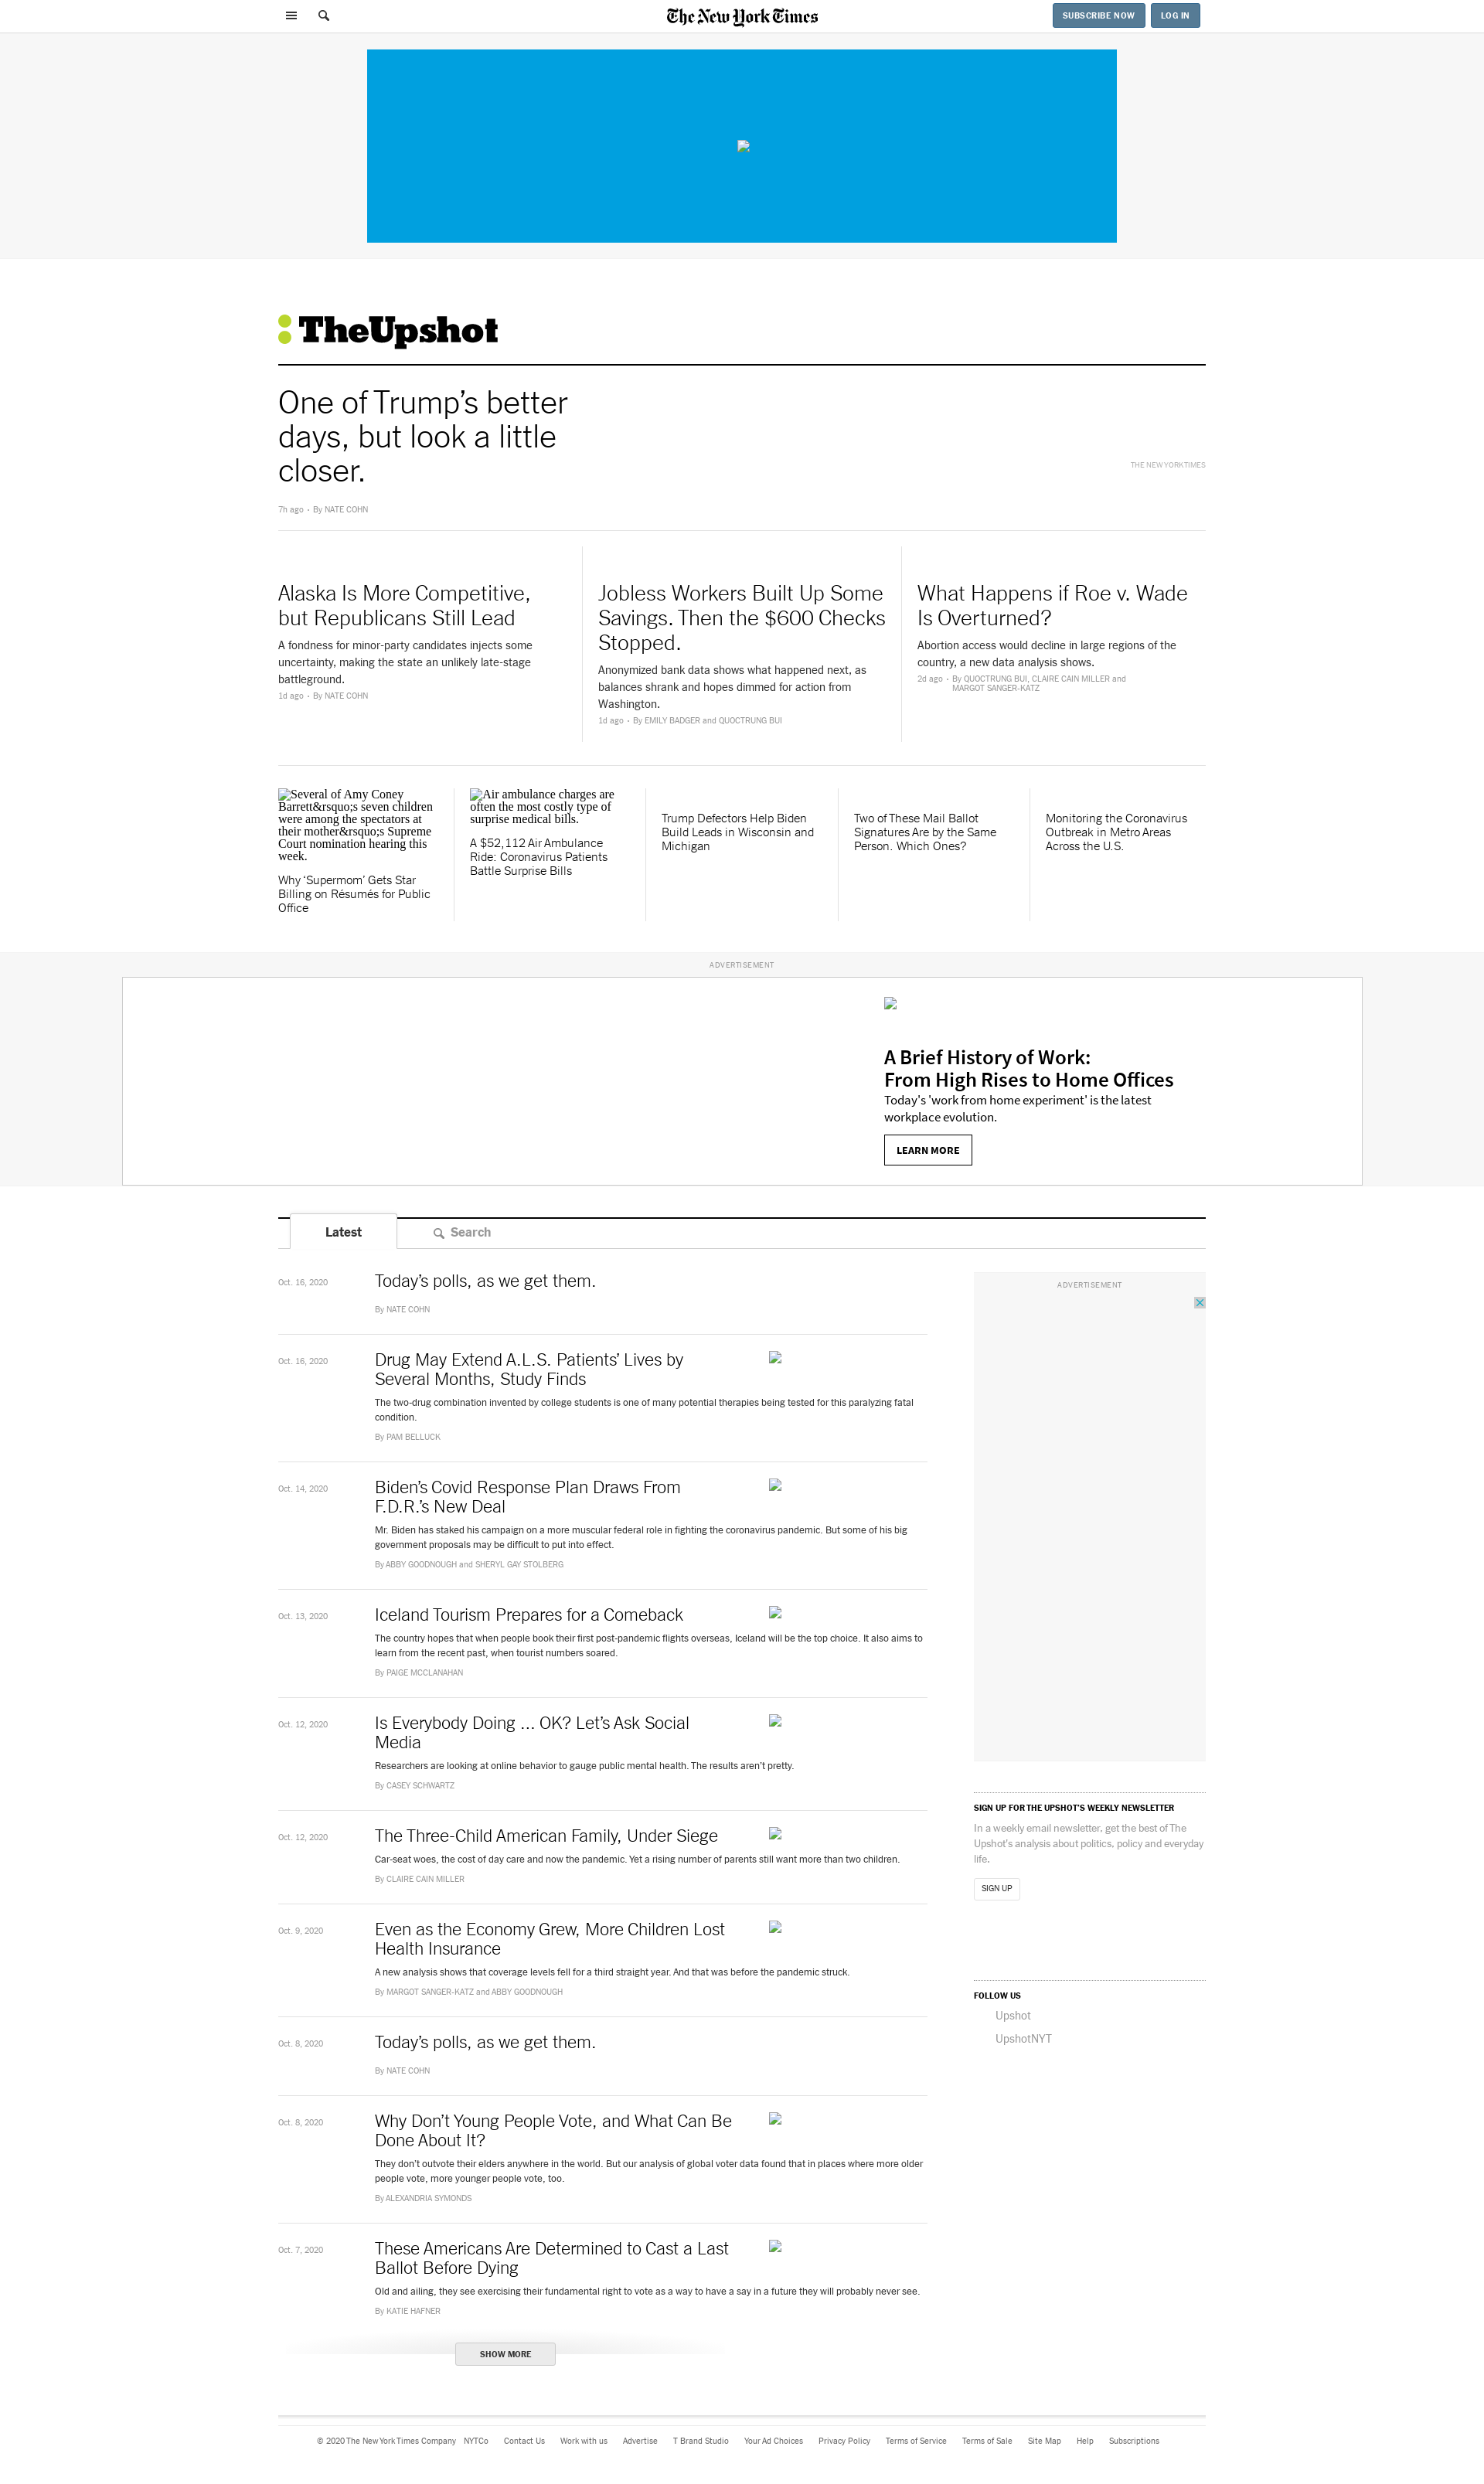 The New York Times
SUBSCRIBE NOW
LOG IN
TheUpshot
One of Trump’s better
days, but look a little
closer.
THE NEW YORK TIMES
7h ago • By NATE COHN
Alaska Is More Competitive,
but Republicans Still Lead
A fondness for minor-party candidates injects some
uncertainty, making the state an unlikely late-stage
battleground.
1d ago • By NATE COHN
Jobless Workers Built Up Some
Savings. Then the $600 Checks
Stopped.
Anonymized bank data shows what happened next, as
balances shrank and hopes dimmed for action from
Washington.
1d ago • By EMILY BADGER and QUOCTRUNG BUI
What Happens if Roe v. Wade
Is Overturned?
Abortion access would decline in large regions of the
country, a new data analysis shows.
2d ago • By QUOCTRUNG BUI, CLAIRE CAIN MILLER and
MARGOT SANGER-KATZ
Several of Amy Coney
Barrett&rsquo;s seven children
were among the spectators at
their mother&rsquo;s Supreme
Court nomination hearing this
week.
Why ‘Supermom’ Gets Star
Billing on Résumés for Public
Office
Air ambulance charges are
often the most costly type of
surprise medical bills.
A $52,112 Air Ambulance
Ride: Coronavirus Patients
Battle Surprise Bills
Trump Defectors Help Biden
Build Leads in Wisconsin and
Michigan
Two of These Mail Ballot
Signatures Are by the Same
Person. Which Ones?
Monitoring the Coronavirus
Outbreak in Metro Areas
Across the U.S.
ADVERTISEMENT
A Brief History of Work:
From High Rises to Home Offices
Today's 'work from home experiment' is the latest
workplace evolution.
LEARN MORE
Latest
Search
Oct. 16, 2020
Today’s polls, as we get them.
By NATE COHN
Oct. 16, 2020
Drug May Extend A.L.S. Patients’ Lives by
Several Months, Study Finds
The two-drug combination invented by college students is one of many potential therapies being tested for this paralyzing fatal
condition.
By PAM BELLUCK
Oct. 14, 2020
Biden’s Covid Response Plan Draws From
F.D.R.’s New Deal
Mr. Biden has staked his campaign on a more muscular federal role in fighting the coronavirus pandemic. But some of his big
government proposals may be difficult to put into effect.
By ABBY GOODNOUGH and SHERYL GAY STOLBERG
Oct. 13, 2020
Iceland Tourism Prepares for a Comeback
The country hopes that when people book their first post-pandemic flights overseas, Iceland will be the top choice. It also aims to
learn from the recent past, when tourist numbers soared.
By PAIGE MCCLANAHAN
Oct. 12, 2020
Is Everybody Doing ... OK? Let’s Ask Social
Media
Researchers are looking at online behavior to gauge public mental health. The results aren’t pretty.
By CASEY SCHWARTZ
Oct. 12, 2020
The Three-Child American Family, Under Siege
Car-seat woes, the cost of day care and now the pandemic. Yet a rising number of parents still want more than two children.
By CLAIRE CAIN MILLER
Oct. 9, 2020
Even as the Economy Grew, More Children Lost
Health Insurance
A new analysis shows that coverage levels fell for a third straight year. And that was before the pandemic struck.
By MARGOT SANGER-KATZ and ABBY GOODNOUGH
Oct. 8, 2020
Today’s polls, as we get them.
By NATE COHN
Oct. 8, 2020
Why Don’t Young People Vote, and What Can Be
Done About It?
They don’t outvote their elders anywhere in the world. But our analysis of global voter data found that in places where more older
people vote, more younger people vote, too.
By ALEXANDRIA SYMONDS
Oct. 7, 2020
These Americans Are Determined to Cast a Last
Ballot Before Dying
Old and ailing, they see exercising their fundamental right to vote as a way to have a say in a future they will probably never see.
By KATIE HAFNER
SHOW MORE
ADVERTISEMENT
SIGN UP FOR THE UPSHOT’S WEEKLY NEWSLETTER
In a weekly email newsletter, get the best of The
Upshot’s analysis about politics, policy and everyday
life.
SIGN UP
FOLLOW US
Upshot
UpshotNYT
© 2020 The New York Times Company NYTCo Contact Us Work with us Advertise T Brand Studio Your Ad Choices Privacy Policy Terms of Service Terms of Sale Site Map Help Subscriptions